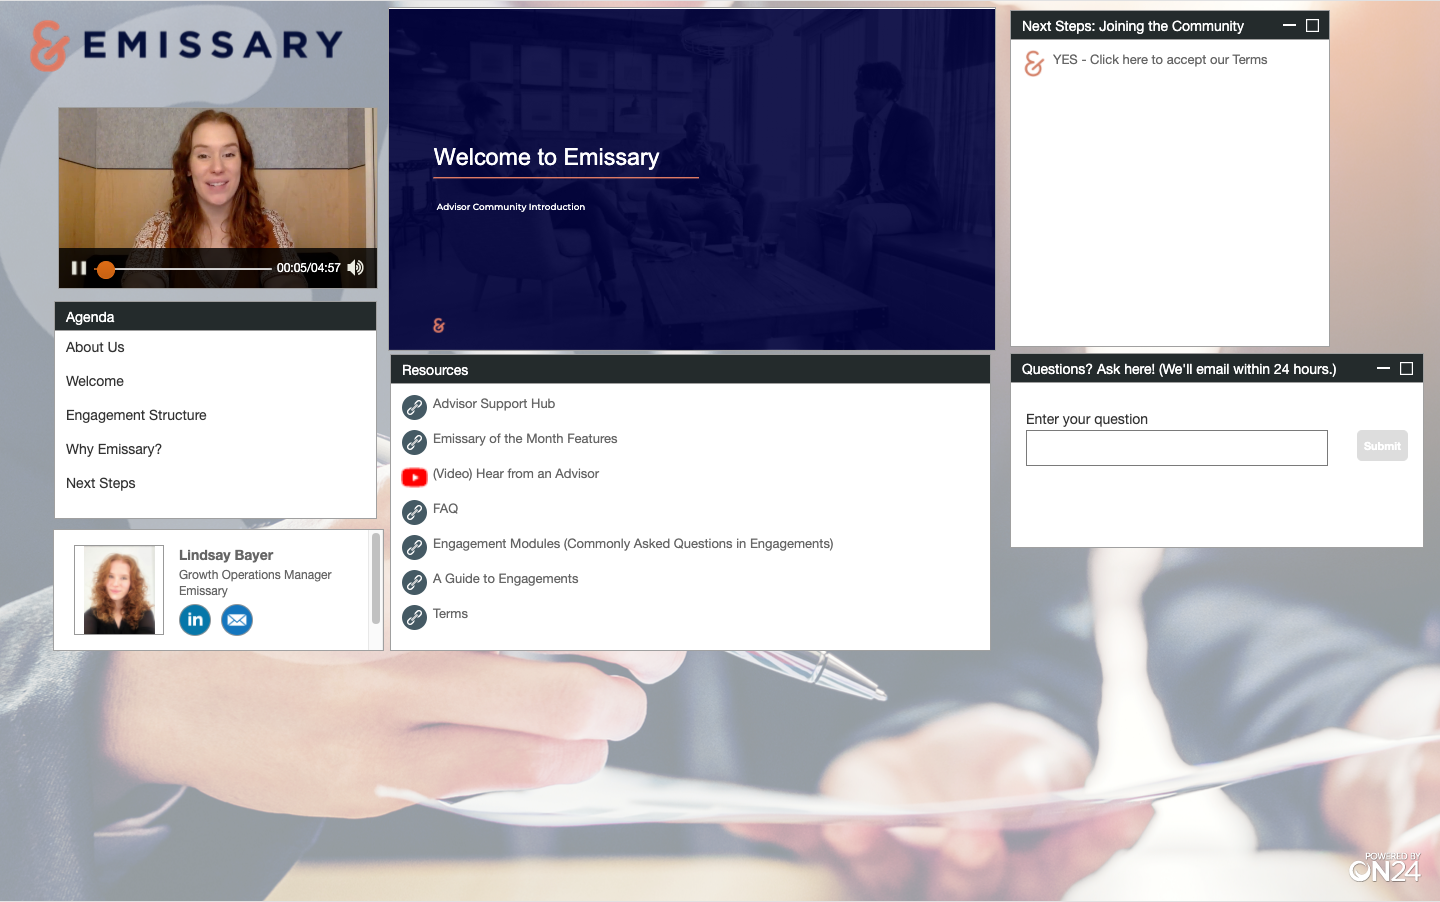 & EMISSARY
00:05/04:57
Agenda
About Us
Welcome
Engagement Structure
Why Emissary?
Next Steps
Lindsay Bayer
Growth Operations Manager
Emissary
in
Welcome to Emissary
Advisor Community Introduction
&
Resources
Advisor Support Hub
Emissary of the Month Features
(Video) Hear from an Advisor
FAQ
Engagement Modules (Commonly Asked Questions in Engagements)
A Guide to Engagements
Terms
Next Steps: Joining the Community
& YES - Click here to accept our Terms
Questions? Ask here! (We'll email within 24 hours.)
Enter your question
Submit
POWERED BY
ON24